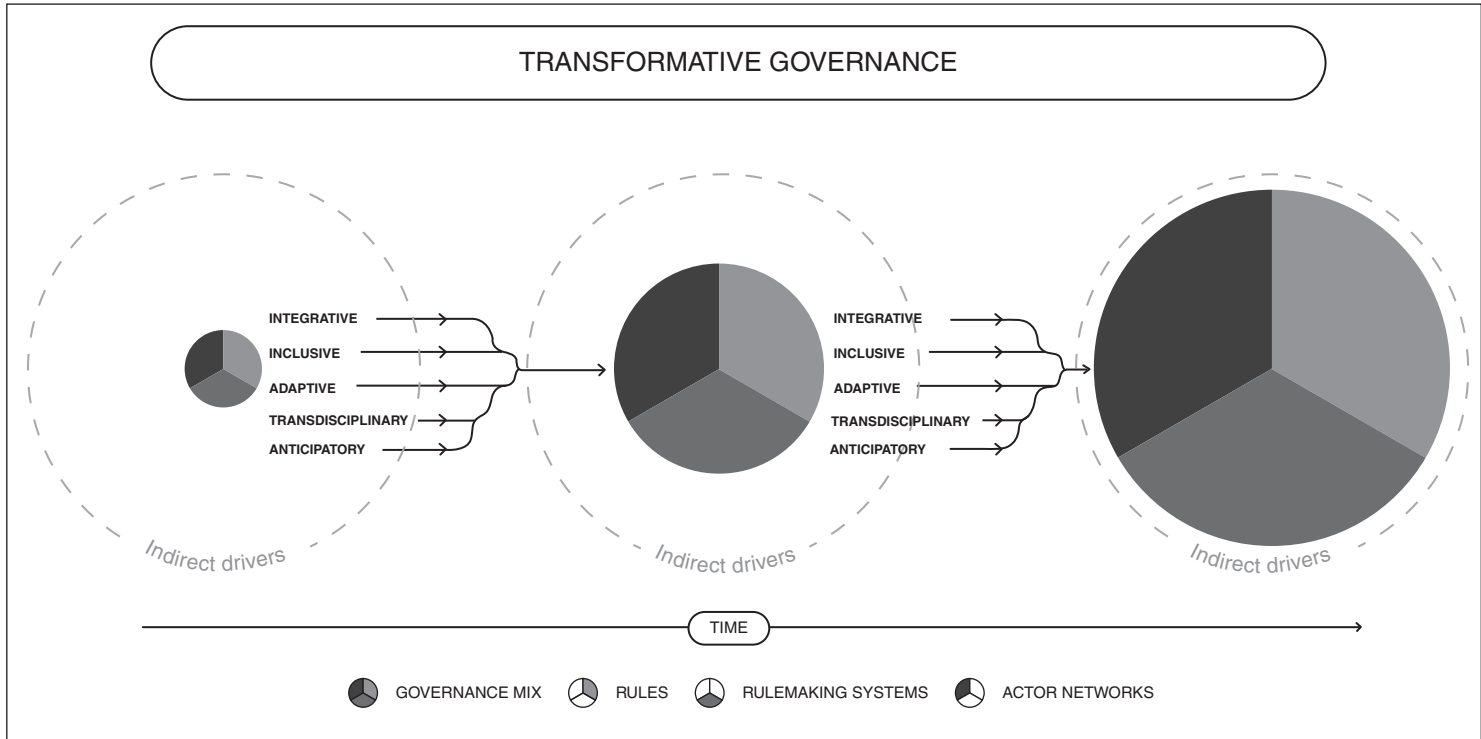 TRANSFORMATIVE GOVERNANCE
INTEGRATIVE
INCLUSIVE
ADAPTIVE
TRANSDISCIPLINARY
ANTICIPATORY
INTEGRATIVE
INCLUSIVE
ADAPTIVE
TRANSDISCIPLINARY
ANTICIPATORY
Indirect drivers
Indirect drivers
Indirect drivers
TIME
GOVERNANCE MIX
RULES
RULEMAKING SYSTEMS
ACTOR NETWORKS